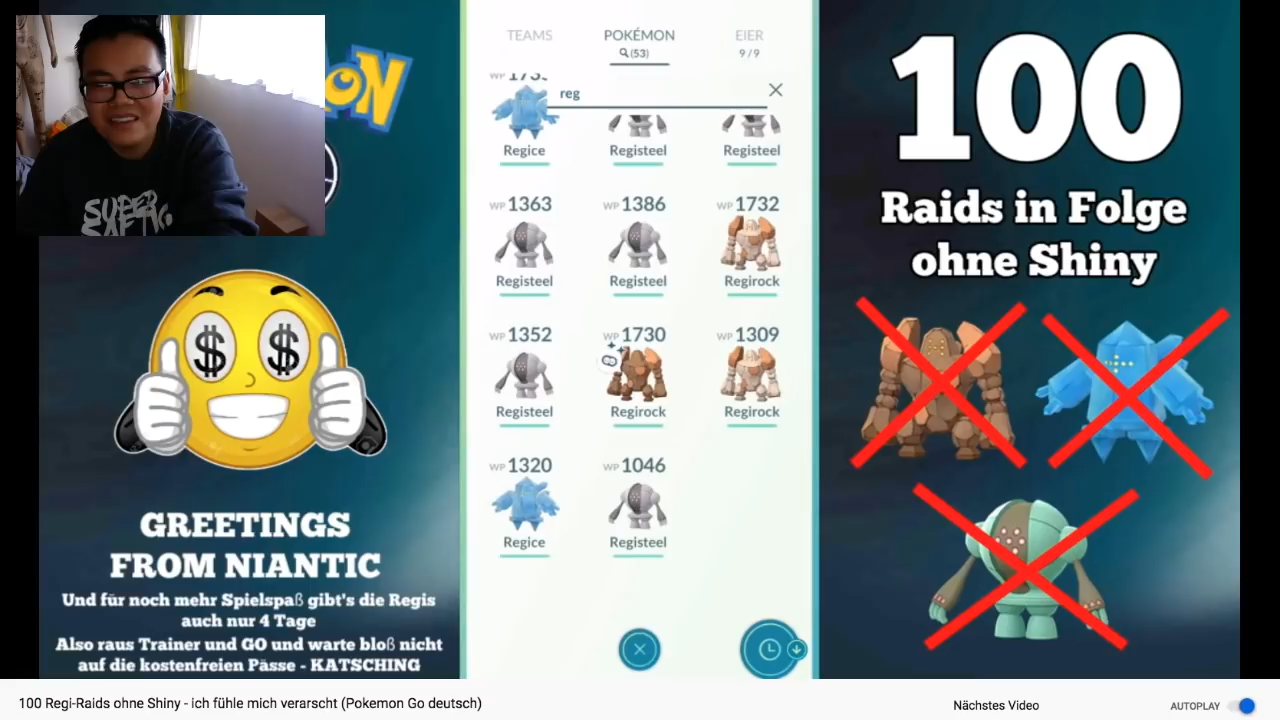 ON
SUPER
GREETINGS
FROM NIANTIC
Und für noch mehr Spielspaß gibt's die Regis
auch nur 4 Tage
Also raus Trainer und GO und warte bloß nicht
auf die kostenfreien Pässe - KATSCHING
TEAMS POKÉMON EIER
(53) 9/9
reg
Regice Registeel Registeel
WP 1363 WP 1386 WP 1732
Registeel Registeel Regirock
WP 1352 1730 WP 1309
Registeel Regirock Regirock
WP 1320 WP 1046
Regice Registeel
100
Raids in Folge
ohne Shiny
100 Regi-Raids ohne Shiny - ich fühle mich verarscht (Pokemon Go deutsch)
Nächstes Video AUTOPLAY